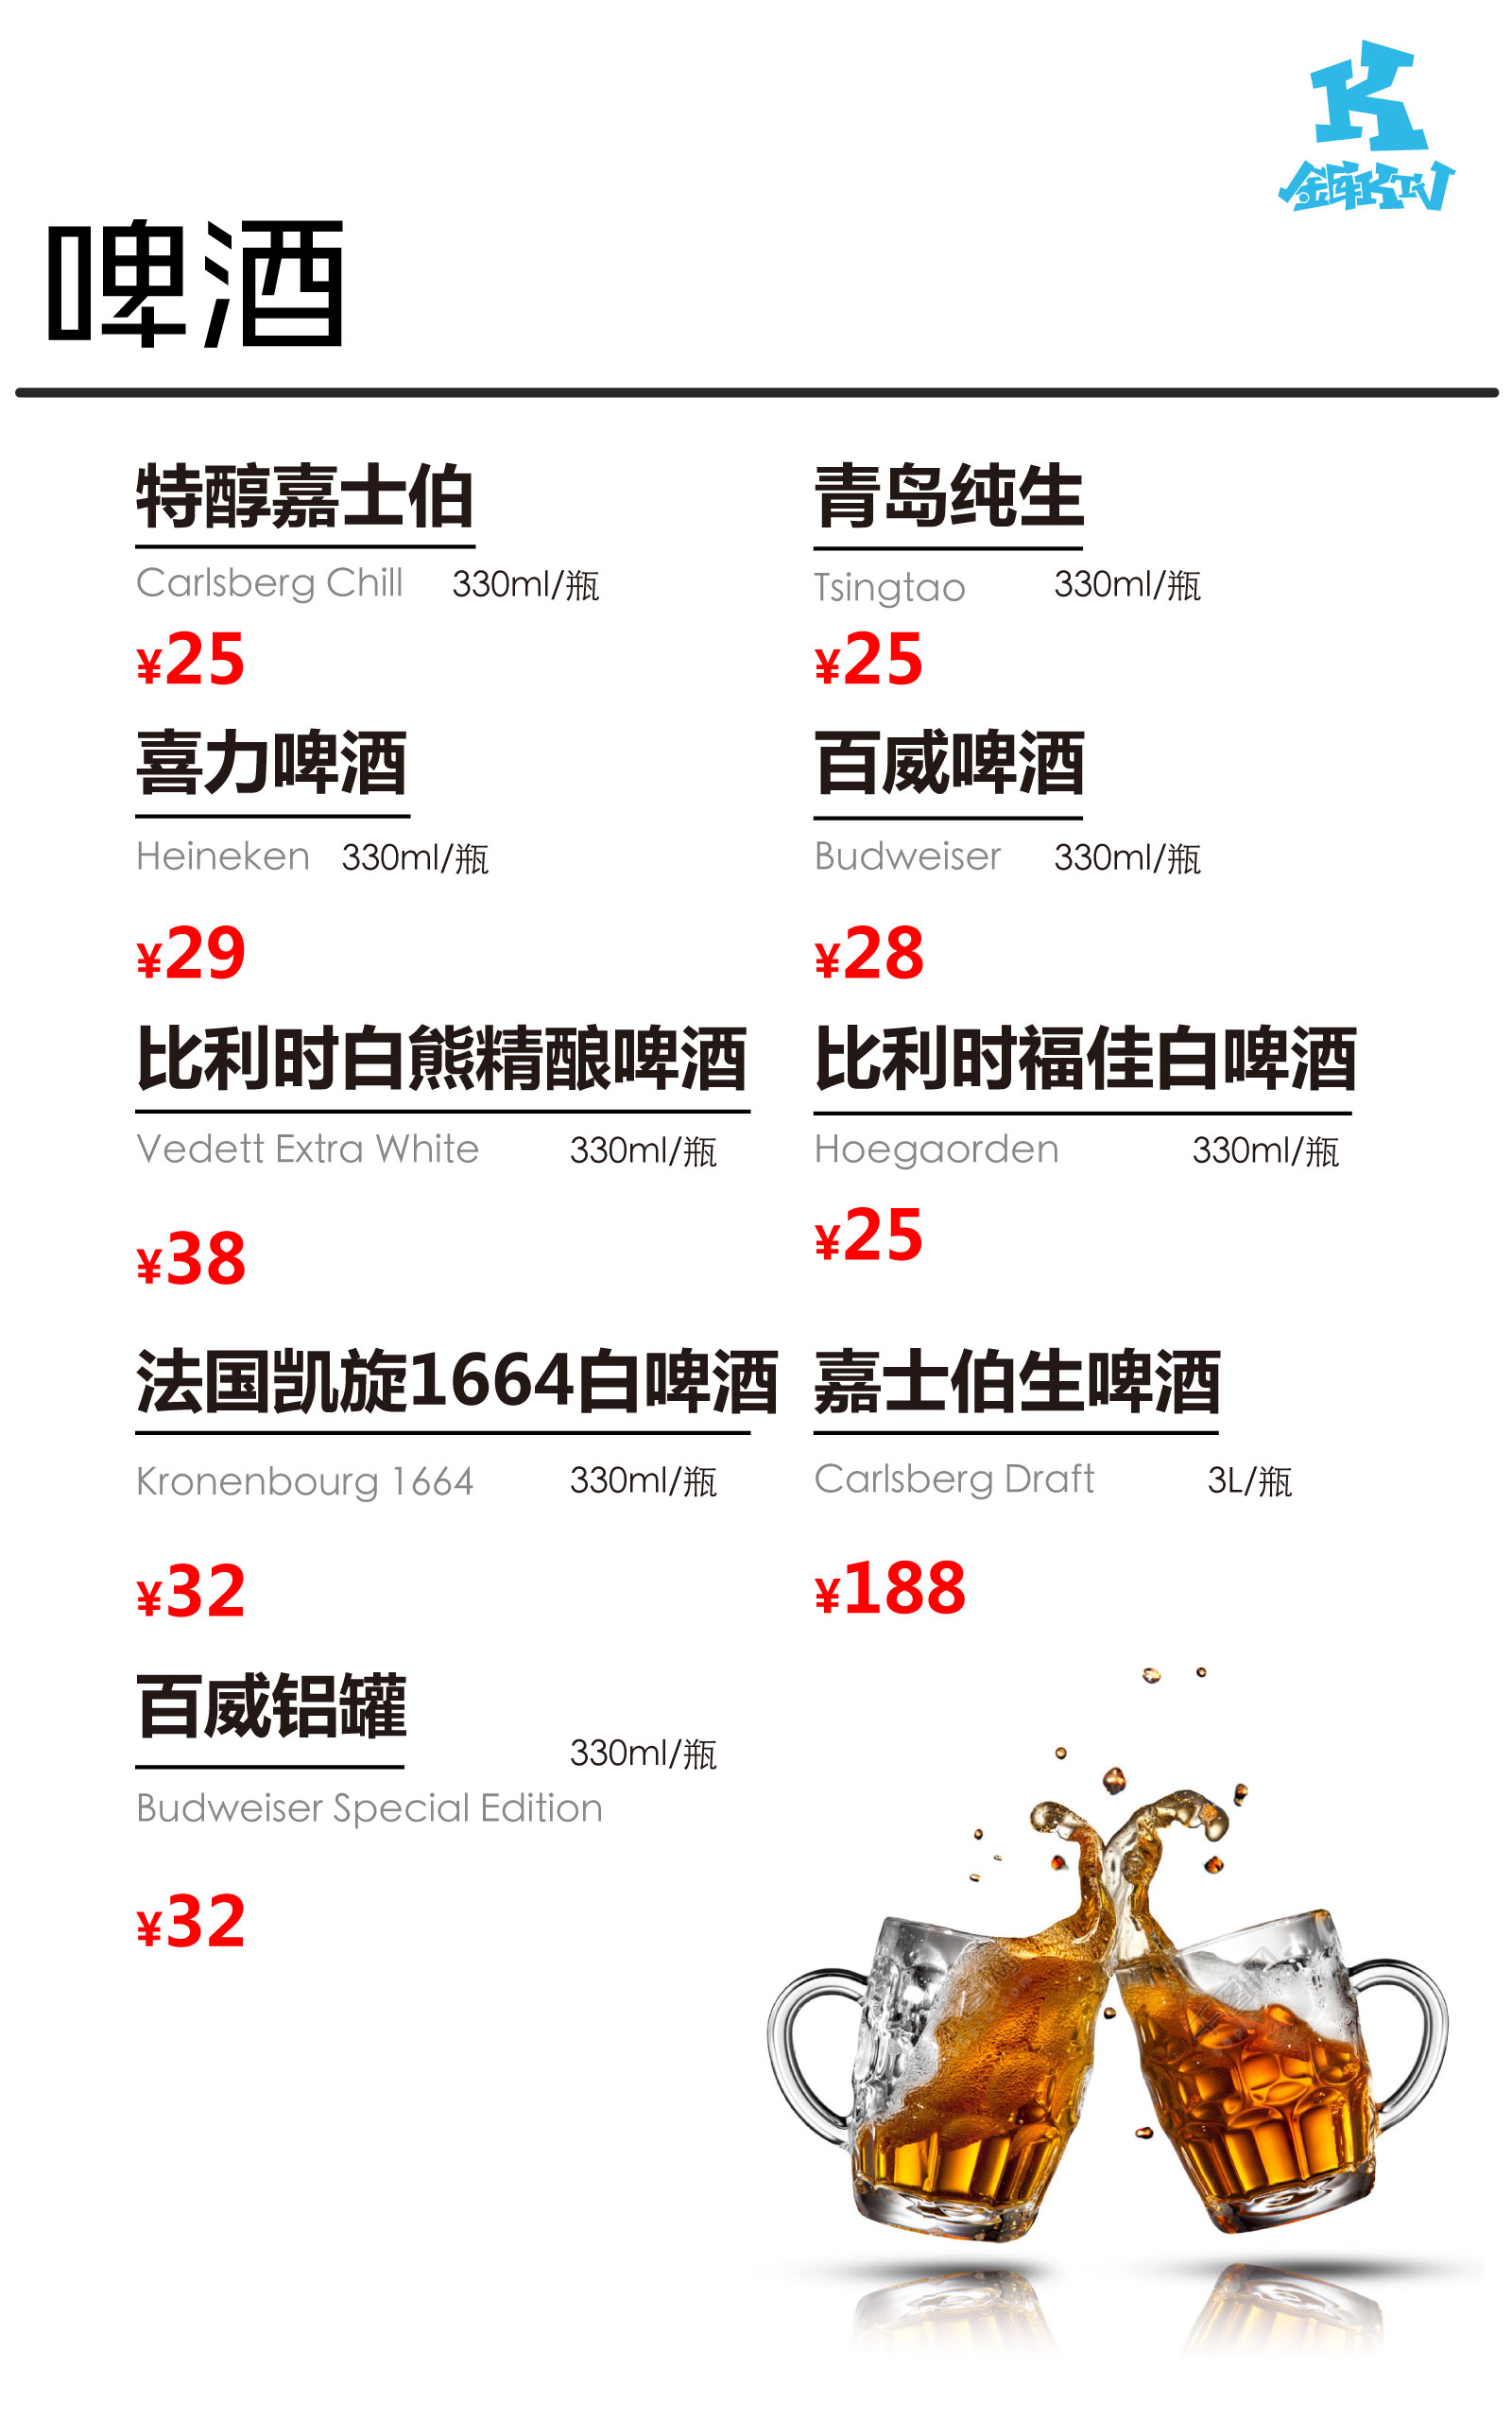 K
金库KTV
啤酒
特醇嘉士伯
Carlsberg Chill 330ml/瓶
¥25
青岛纯生
Tsingtao 330ml/瓶
¥25
喜力啤酒
Heineken 330ml/瓶
¥29
百威啤酒
Budweiser 330ml/瓶
¥28
比利时白熊精酿啤酒
Vedett Extra White 330ml/瓶
¥38
比利时福佳白啤酒
Hoegaorden 330ml/瓶
¥25
法国凯旋1664白啤酒
Kronenbourg 1664 330ml/瓶
¥32
嘉士伯生啤酒
Carlsberg Draft 3L/瓶
¥188
百威铝罐
330ml/瓶
Budweiser Special Edition
¥32